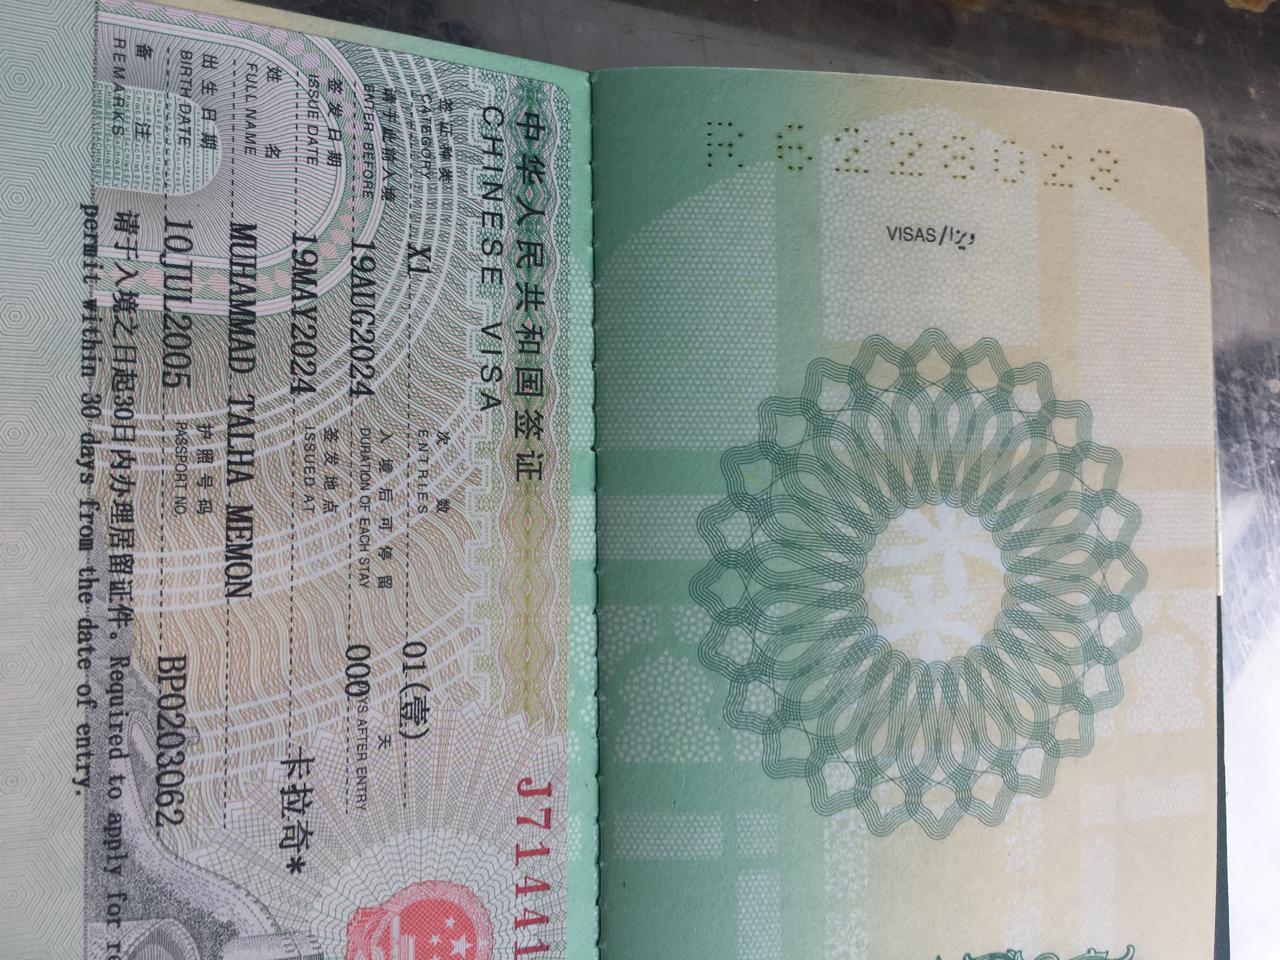 中华人民共和国签证
CHINESE VISA
J71441
签证种类
CATEGORY
X1
次数
ENTRIES
01(壹)
请于此前入境
ENTER BEFORE
19AUG2024
入境后可停留
DURATION OF EACH STAY
000
天
YS AFTER ENTRY
签发日期
ISSUE DATE
19MAY2024
签发地点
ISSUED AT
卡拉奇*
姓名
FULL NAME
MUHAMMAD TALHA MEMON
出生日期
BIRTH DATE
10JUL2005
护照号码
PASSPORT NO.
BP0203062
备注
REMARKS
请于入境之日起30日内办理居留证件。Required to apply for re
permit within 30 days from the date of entry.
R6228028
VISAS/ویزا